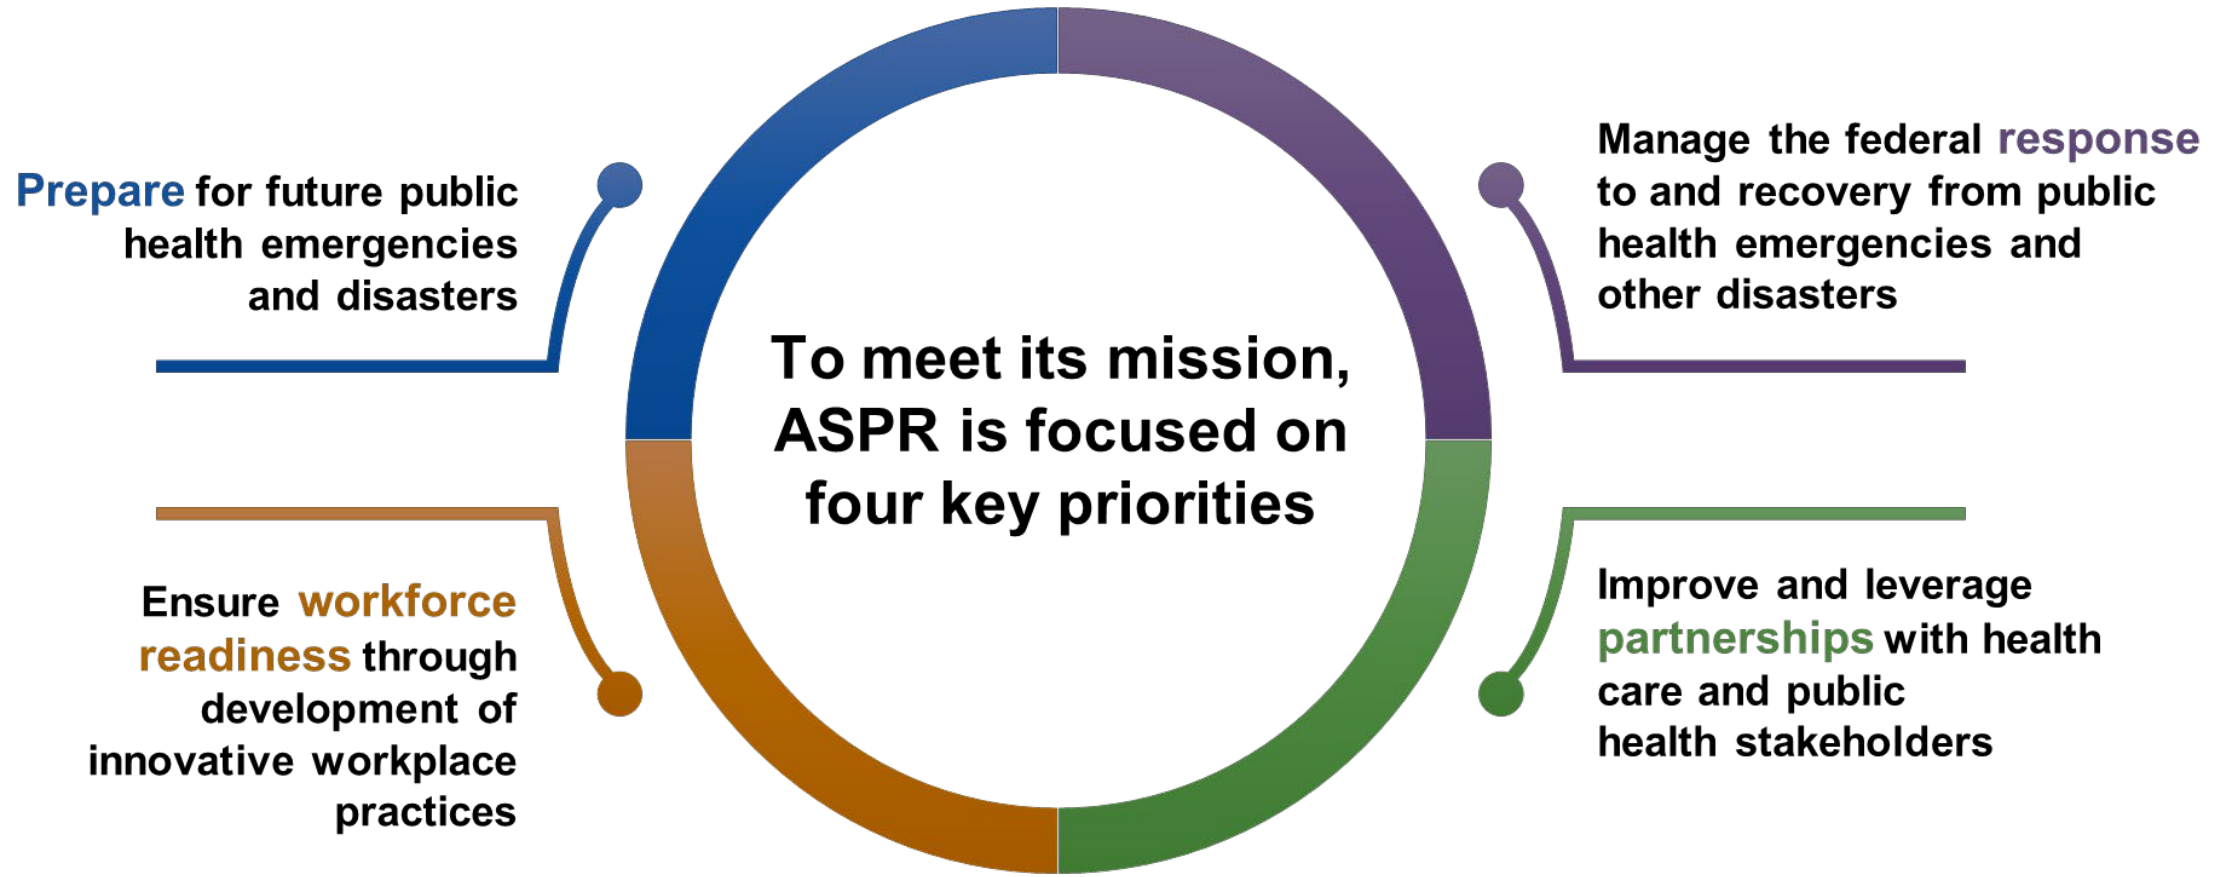 Prepare for future public
health emergencies
and disasters
Manage the federal response
to and recovery from public
health emergencies and
other disasters
To meet its mission,
ASPR is focused on
four key priorities
Ensure workforce
readiness through
development of
innovative workplace
practices
Improve and leverage
partnerships with health
care and public
health stakeholders